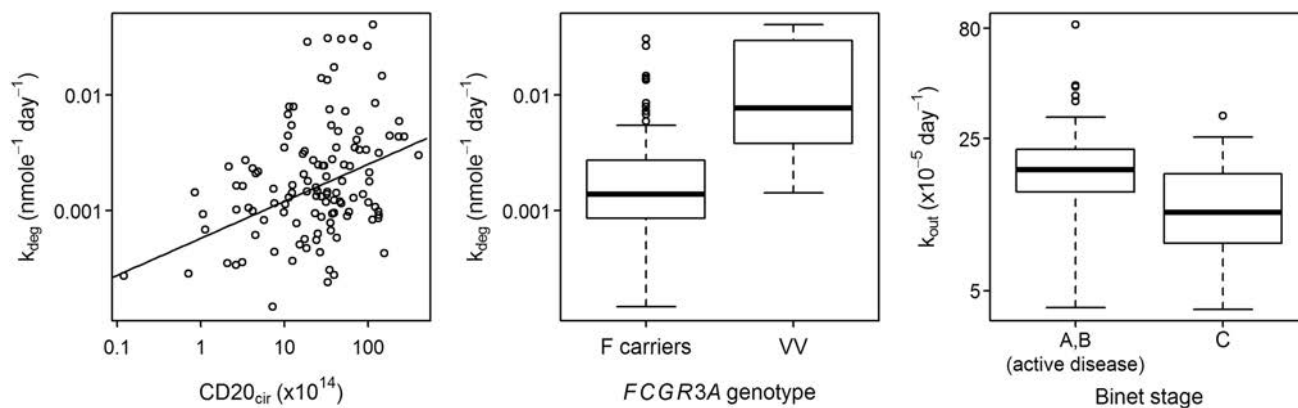 k_deg (nmole⁻¹ day⁻¹)
0.01
0.001
0.1 1 10 100
CD20_cir (x10¹⁴)
k_deg (nmole⁻¹ day⁻¹)
0.01
0.001
F carriers VV
FCGR3A genotype
k_out (x10⁻⁵ day⁻¹)
80
25
5
A,B C
(active disease)
Binet stage